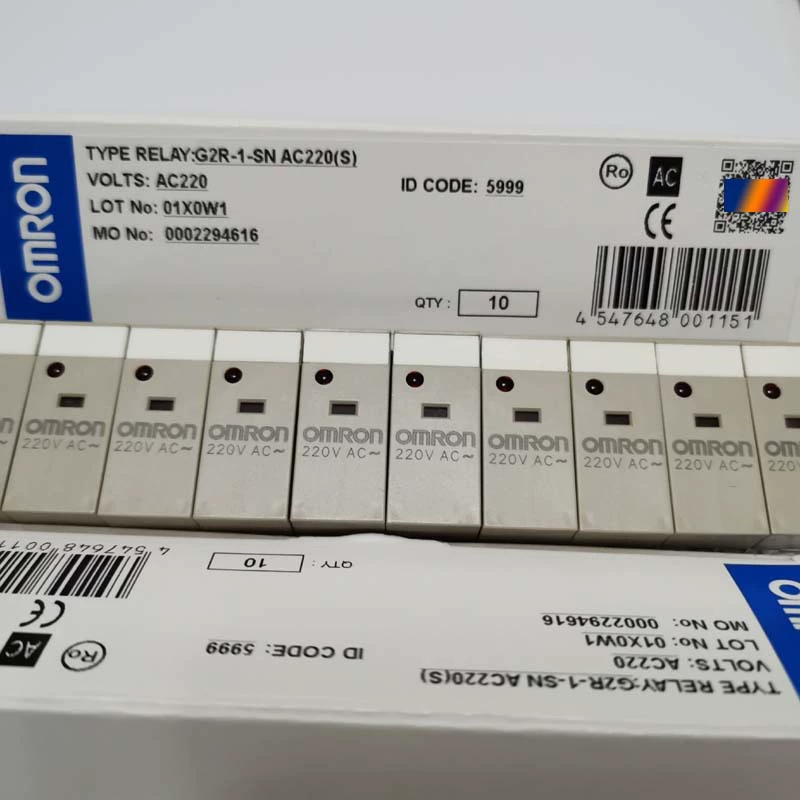 OMRON
TYPE RELAY:G2R-1-SN AC220(S)
VOLTS: AC220
LOT No: 01X0W1
MO No: 0002294616
ID CODE: 5999
Ro
AC
CE
QTY : 10
4 547648 001151
OMRON
220V AC~
OMRON
220V AC~
OMRON
220V AC~
OMRON
220V AC~
OMRON
220V AC~
OMRON
220V AC~
OMRON
220V AC~
OMRON
220V AC~
TYPE RELAY:G2R-1-SN AC220(S)
VOLTS: AC220
LOT No: 01X0W1
MO No: 0002294616
ID CODE: 5999
Ro
AC
CE
QTY : 10
4 547648 0011